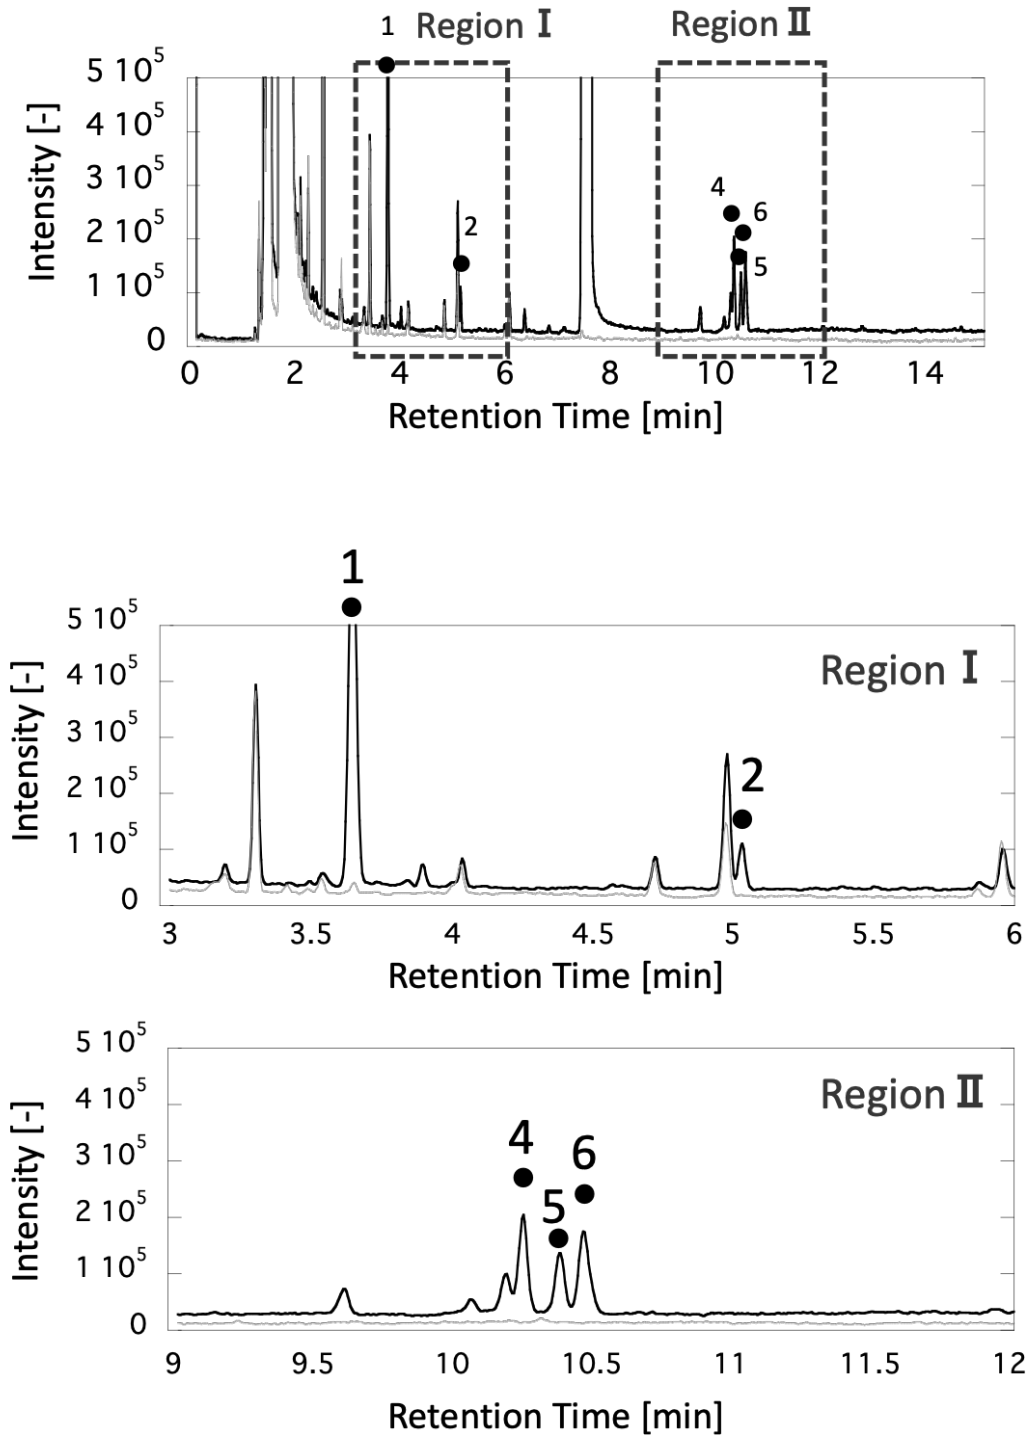 1 Region I Region II
5 10⁵
4 10⁵
3 10⁵
2 10⁵
1 10⁵
0
Intensity [-]
2
4
6
5
0 2 4 6 8 10 12 14
Retention Time [min]
1
5 10⁵
4 10⁵
3 10⁵
2 10⁵
1 10⁵
0
Intensity [-]
Region I
2
3 3.5 4 4.5 5 5.5 6
Retention Time [min]
5 10⁵
4 10⁵
3 10⁵
2 10⁵
1 10⁵
0
Intensity [-]
Region II
4
6
5
9 9.5 10 10.5 11 11.5 12
Retention Time [min]